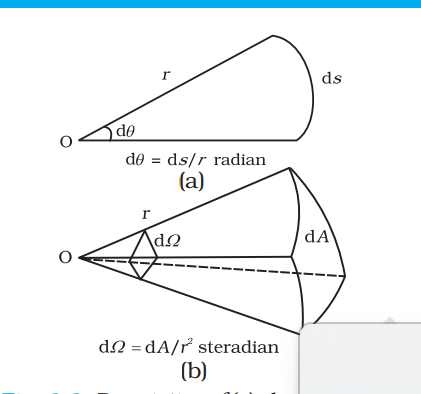 r
ds
O
dθ
dθ = ds/r radian
(a)
r
dΩ
dA
O
dΩ = dA/r² steradian
(b)